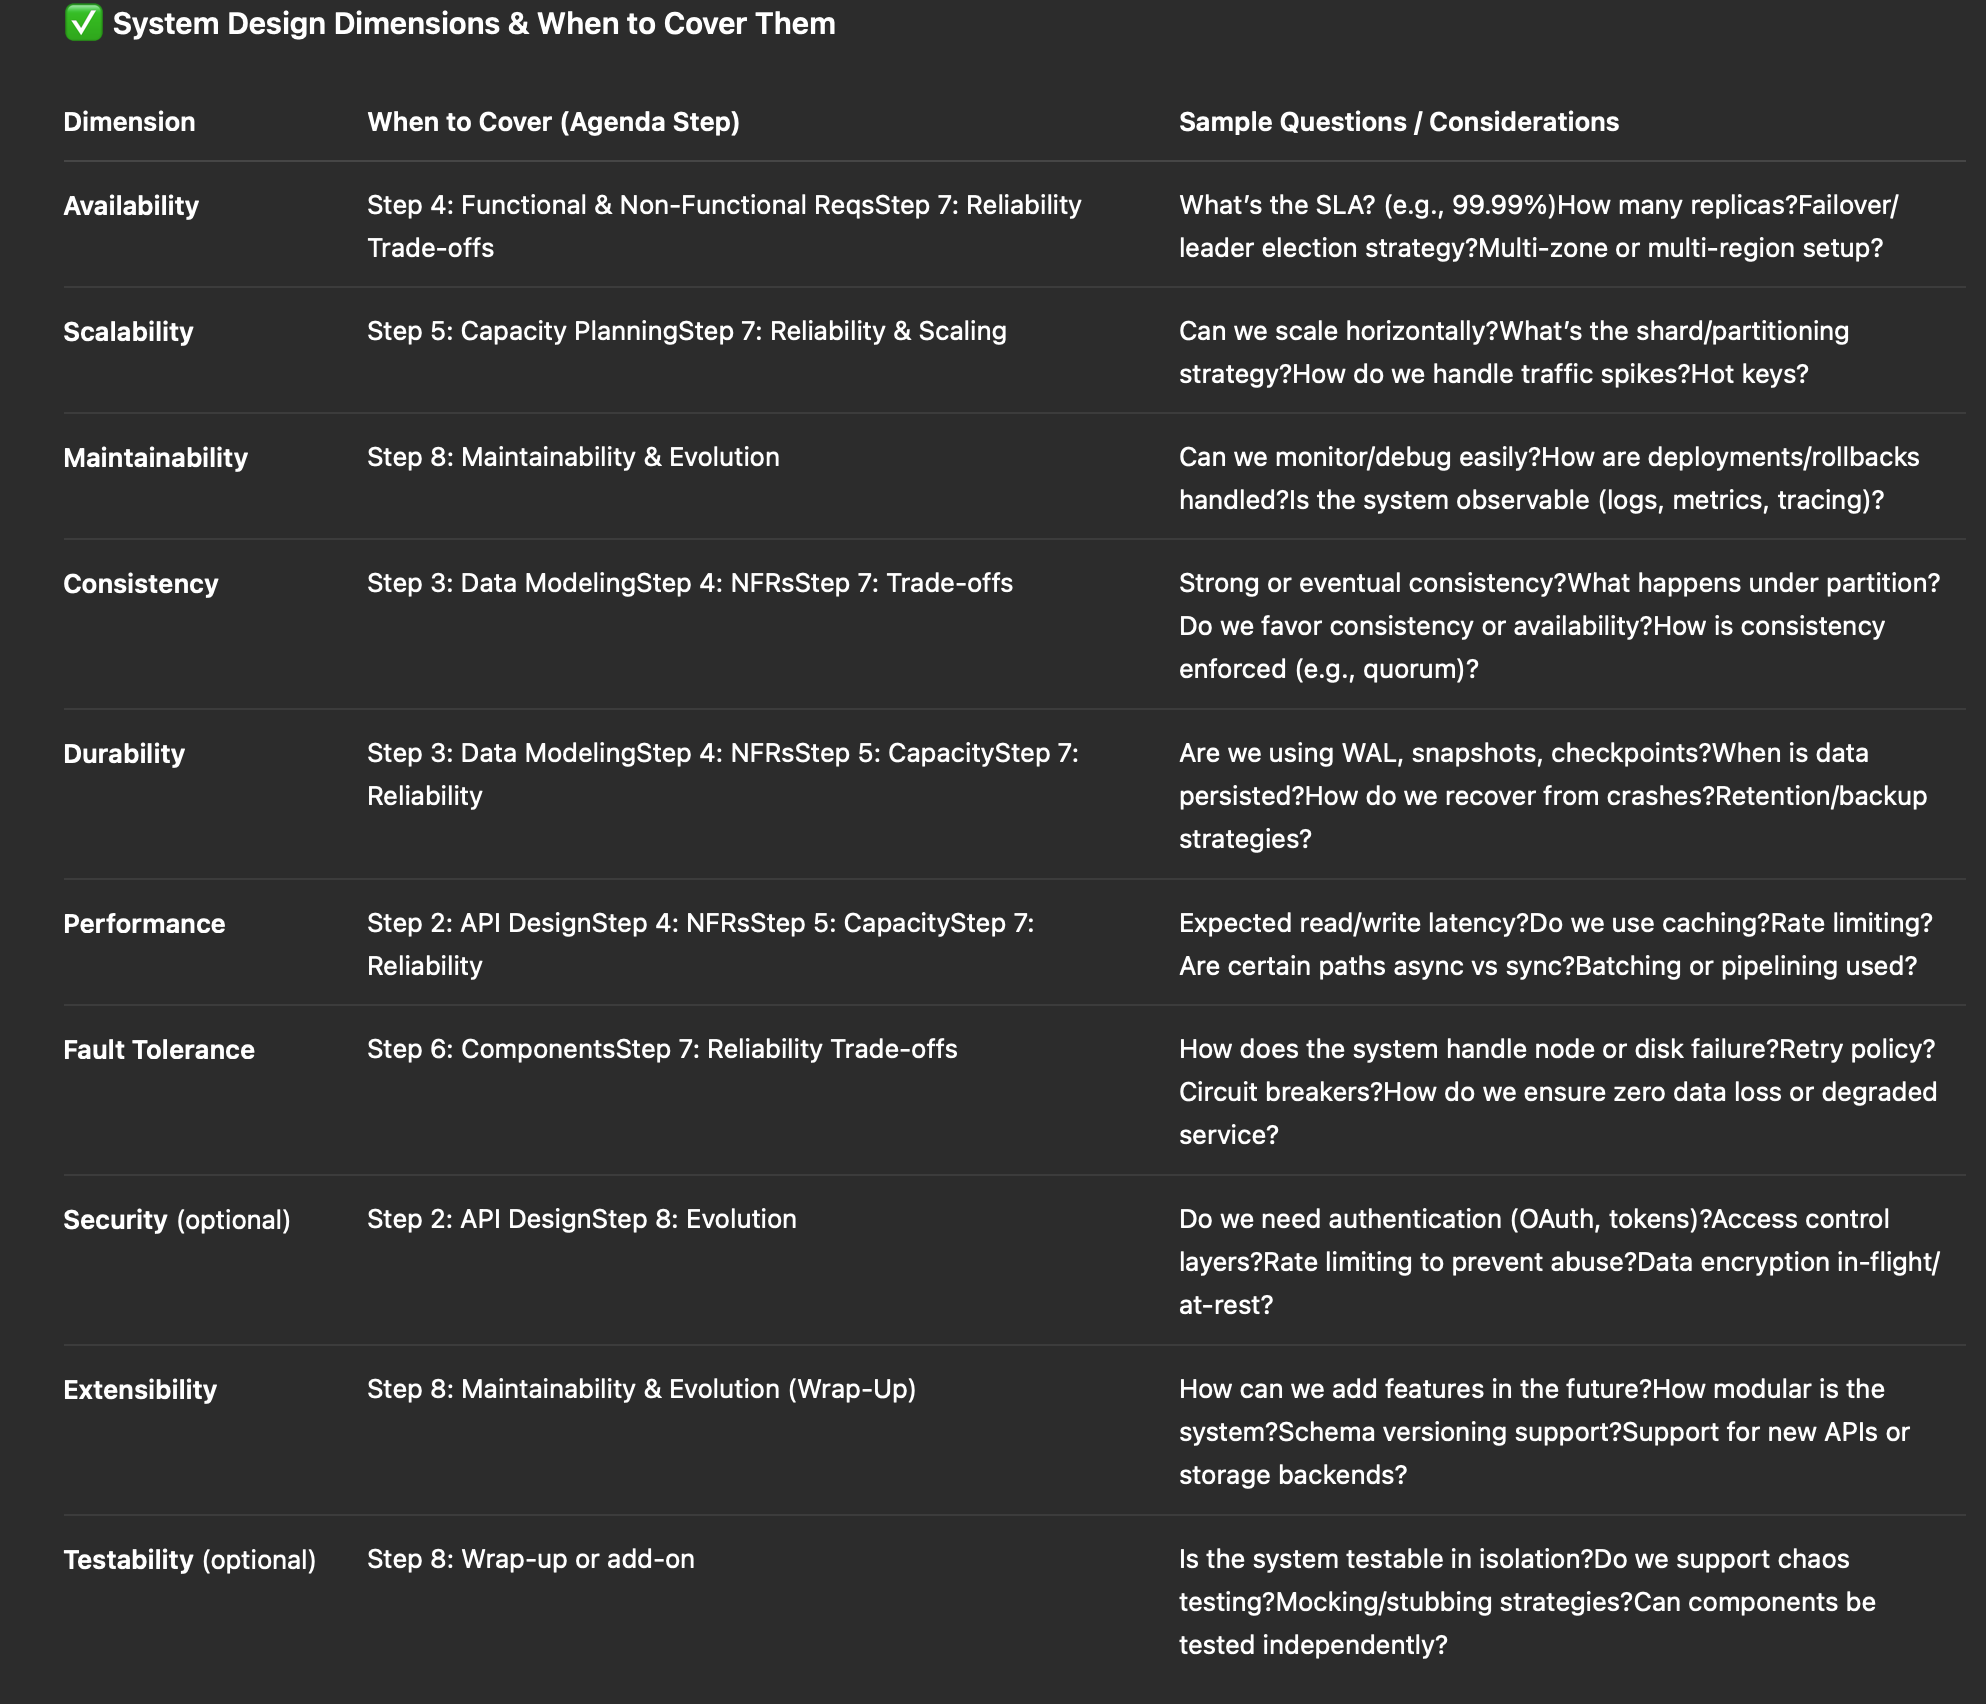 ✅ System Design Dimensions & When to Cover Them
Dimension When to Cover (Agenda Step) Sample Questions / Considerations
Availability Step 4: Functional & Non-Functional ReqsStep 7: Reliability What’s the SLA? (e.g., 99.99%)How many replicas?Failover/
Trade-offs leader election strategy?Multi-zone or multi-region setup?
Scalability Step 5: Capacity PlanningStep 7: Reliability & Scaling Can we scale horizontally?What’s the shard/partitioning
strategy?How do we handle traffic spikes?Hot keys?
Maintainability Step 8: Maintainability & Evolution Can we monitor/debug easily?How are deployments/rollbacks
handled?Is the system observable (logs, metrics, tracing)?
Consistency Step 3: Data ModelingStep 4: NFRsStep 7: Trade-offs Strong or eventual consistency?What happens under partition?
Do we favor consistency or availability?How is consistency
enforced (e.g., quorum)?
Durability Step 3: Data ModelingStep 4: NFRsStep 5: CapacityStep 7: Are we using WAL, snapshots, checkpoints?When is data
Reliability persisted?How do we recover from crashes?Retention/backup
strategies?
Performance Step 2: API DesignStep 4: NFRsStep 5: CapacityStep 7: Expected read/write latency?Do we use caching?Rate limiting?
Reliability Are certain paths async vs sync?Batching or pipelining used?
Fault Tolerance Step 6: ComponentsStep 7: Reliability Trade-offs How does the system handle node or disk failure?Retry policy?
Circuit breakers?How do we ensure zero data loss or degraded
service?
Security (optional) Step 2: API DesignStep 8: Evolution Do we need authentication (OAuth, tokens)?Access control
layers?Rate limiting to prevent abuse?Data encryption in-flight/
at-rest?
Extensibility Step 8: Maintainability & Evolution (Wrap-Up) How can we add features in the future?How modular is the
system?Schema versioning support?Support for new APIs or
storage backends?
Testability (optional) Step 8: Wrap-up or add-on Is the system testable in isolation?Do we support chaos
testing?Mocking/stubbing strategies?Can components be
tested independently?